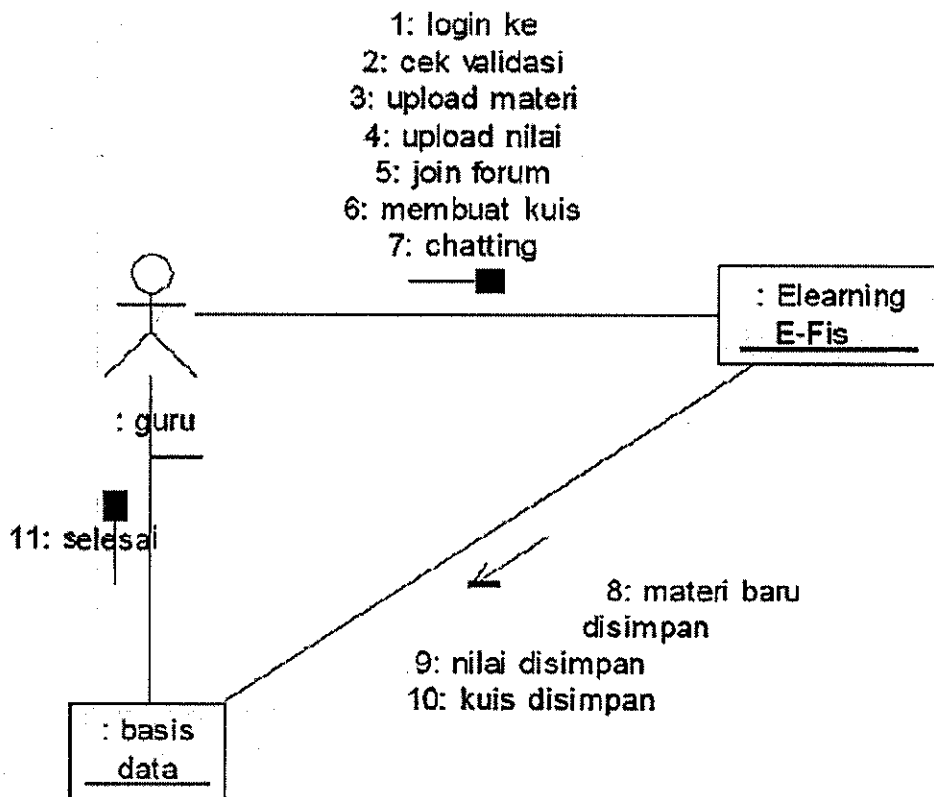 1: login ke
2: cek validasi
3: upload materi
4: upload nilai
5: join forum
6: membuat kuis
7: chatting
: Elearning
E-Fis
: guru
11: selesai
8: materi baru
disimpan
9: nilai disimpan
10: kuis disimpan
: basis
data